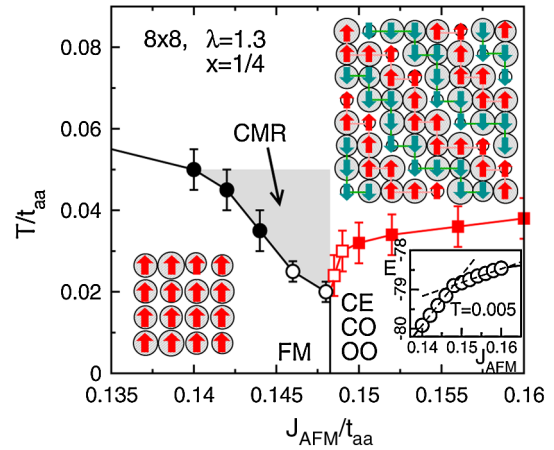 0.08
0.06
0.04
0.02
0
T/t_aa
8x8, λ=1.3
x=1/4
CMR
FM
CE
CO
OO
E
-78
-79
-80
T=0.005
0.14 0.15 0.16
J_AFM
0.135 0.14 0.145 0.15 0.155 0.16
J_AFM/t_aa